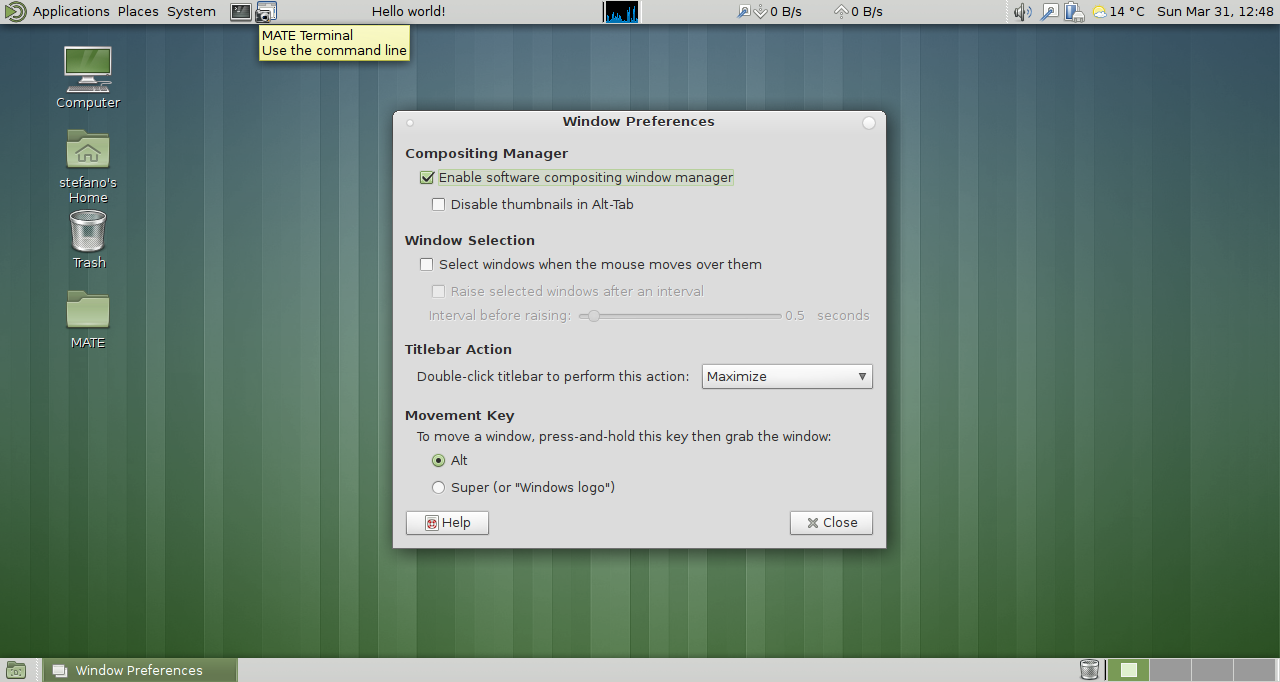 Applications Places System Hello world! 0 B/s 0 B/s 14 °C Sun Mar 31, 12:48
MATE Terminal
Use the command line
Computer
stefano's
Home
Trash
MATE
Window Preferences
Compositing Manager
Enable software compositing window manager
Disable thumbnails in Alt-Tab
Window Selection
Select windows when the mouse moves over them
Raise selected windows after an interval
Interval before raising: 0.5 seconds
Titlebar Action
Double-click titlebar to perform this action: Maximize
Movement Key
To move a window, press-and-hold this key then grab the window:
Alt
Super (or "Windows logo")
Help Close
Window Preferences